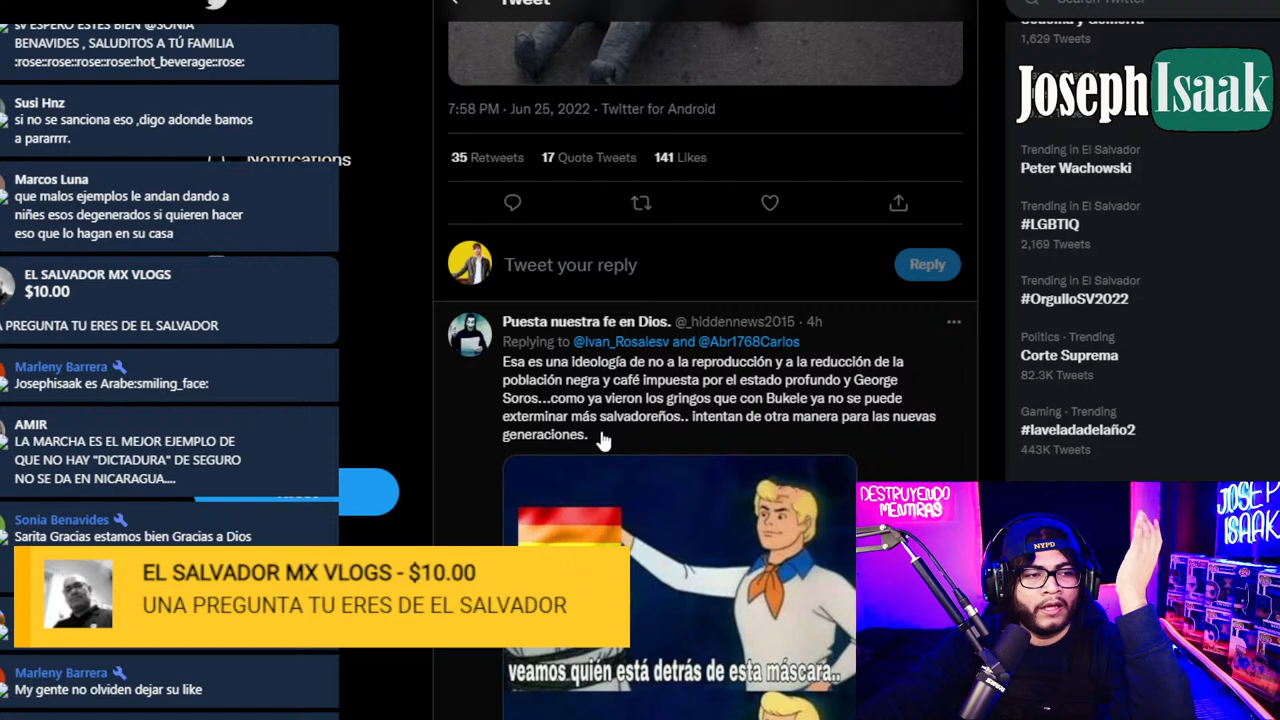 sv ESPERO ESTES BIEN @SONIA
BENAVIDES , SALUDITOS A TÚ FAMILIA
:rose::rose::rose::rose::hot_beverage::rose:
Susi Hnz
si no se sanciona eso ,digo adonde bamos
a pararrrr.
Notifications
Marcos Luna
que malos ejemplos le andan dando a
niñes esos degenerados si quieren hacer
eso que lo hagan en su casa
EL SALVADOR MX VLOGS
$10.00
A PREGUNTA TU ERES DE EL SALVADOR
Marleny Barrera
Josephisaak es Arabe:smiling_face:
AMIR
LA MARCHA ES EL MEJOR EJEMPLO DE
QUE NO HAY "DICTADURA" DE SEGURO
NO SE DA EN NICARAGUA....
Sonia Benavides
Sarita Gracias estamos bien Gracias a Dios
EL SALVADOR MX VLOGS - $10.00
UNA PREGUNTA TU ERES DE EL SALVADOR
Marleny Barrera
My gente no olviden dejar su like
Tweet
7:58 PM · Jun 25, 2022 · Twitter for Android
35 Retweets 17 Quote Tweets 141 Likes
Tweet your reply
Reply
Puesta nuestra fe en Dios. @_hiddennews2015 · 4h
Replying to @Ivan_Rosalesv and @Abr1768Carlos
Esa es una ideología de no a la reproducción y a la reducción de la
población negra y café impuesta por el estado profundo y George
Soros...como ya vieron los gringos que con Bukele ya no se puede
exterminar más salvadoreños.. intentan de otra manera para las nuevas
generaciones.
veamos quién está detrás de esta máscara..
Search Twitter
Sodoma y Gomorra
1,629 Tweets
Joseph Isaak
Trending in El Salvador
Peter Wachowski
Trending in El Salvador
#LGBTIQ
2,169 Tweets
Trending in El Salvador
#OrgulloSV2022
Politics · Trending
Corte Suprema
82.3K Tweets
Gaming · Trending
#laveladadelaño2
443K Tweets
DESTRUYENDO
MENTIRAS
NYPD
JOSEP
ISAAK